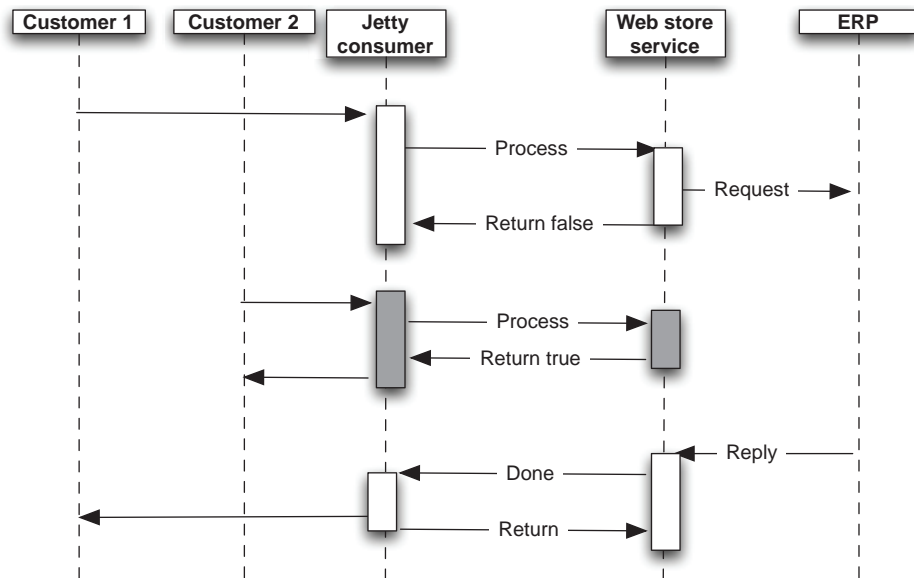 Customer 1
Customer 2
Jetty
consumer
Web store
service
ERP
Process
Request
Return false
Process
Return true
Reply
Done
Return